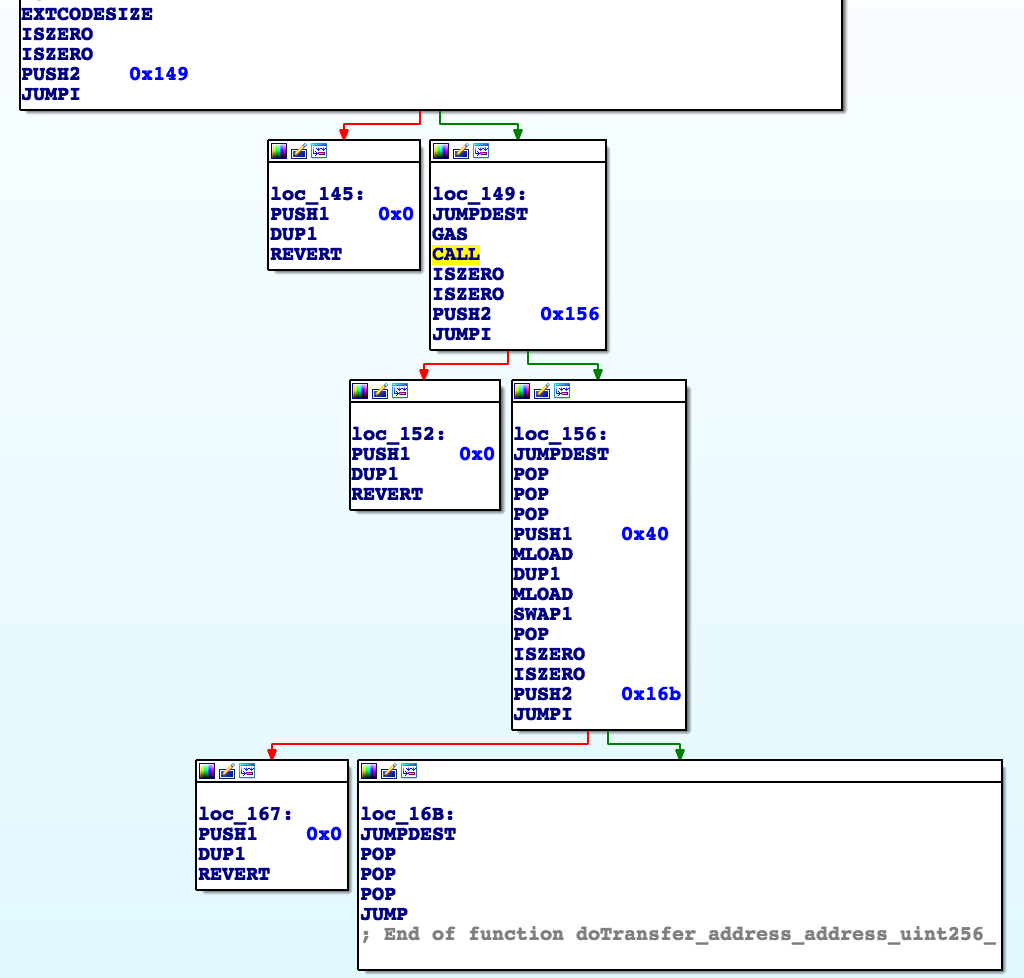 EXTCODESIZE
ISZERO
ISZERO
PUSH2 0x149
JUMPI
loc_145:
PUSH1 0x0
DUP1
REVERT
loc_149:
JUMPDEST
GAS
CALL
ISZERO
ISZERO
PUSH2 0x156
JUMPI
loc_152:
PUSH1 0x0
DUP1
REVERT
loc_156:
JUMPDEST
POP
POP
POP
PUSH1 0x40
MLOAD
DUP1
MLOAD
SWAP1
POP
ISZERO
ISZERO
PUSH2 0x16b
JUMPI
loc_167:
PUSH1 0x0
DUP1
REVERT
loc_16B:
JUMPDEST
POP
POP
POP
JUMP
; End of function doTransfer_address_address_uint256_